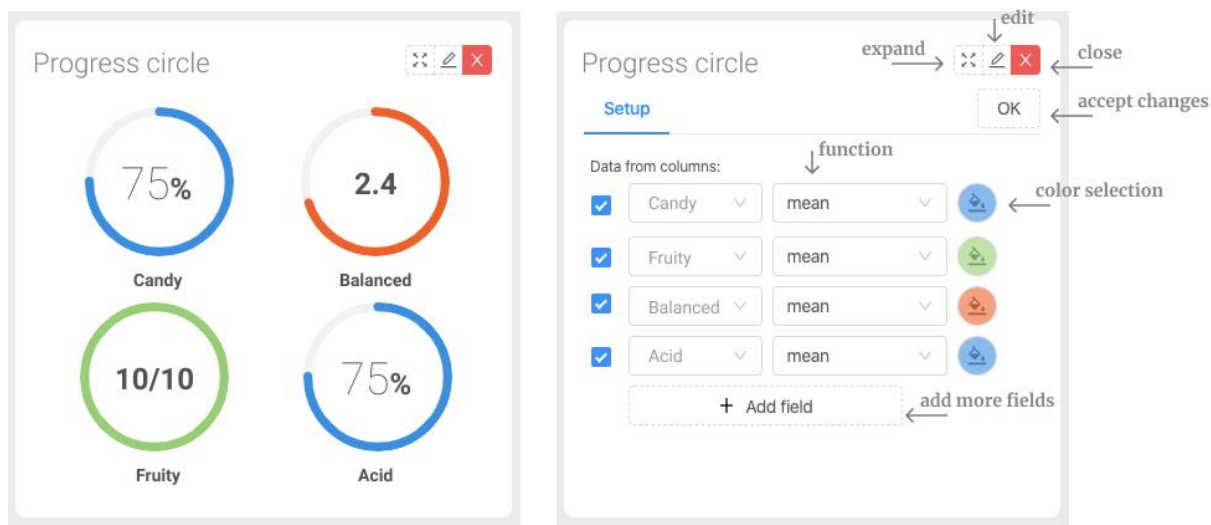 Progress circle
X
75%
Candy
2.4
Balanced
10/10
Fruity
75%
Acid
edit
expand
close
Progress circle
X
Setup
OK
accept changes
function
Data from columns:
color selection
Candy
mean
Fruity
mean
Balanced
mean
Acid
mean
+ Add field
add more fields